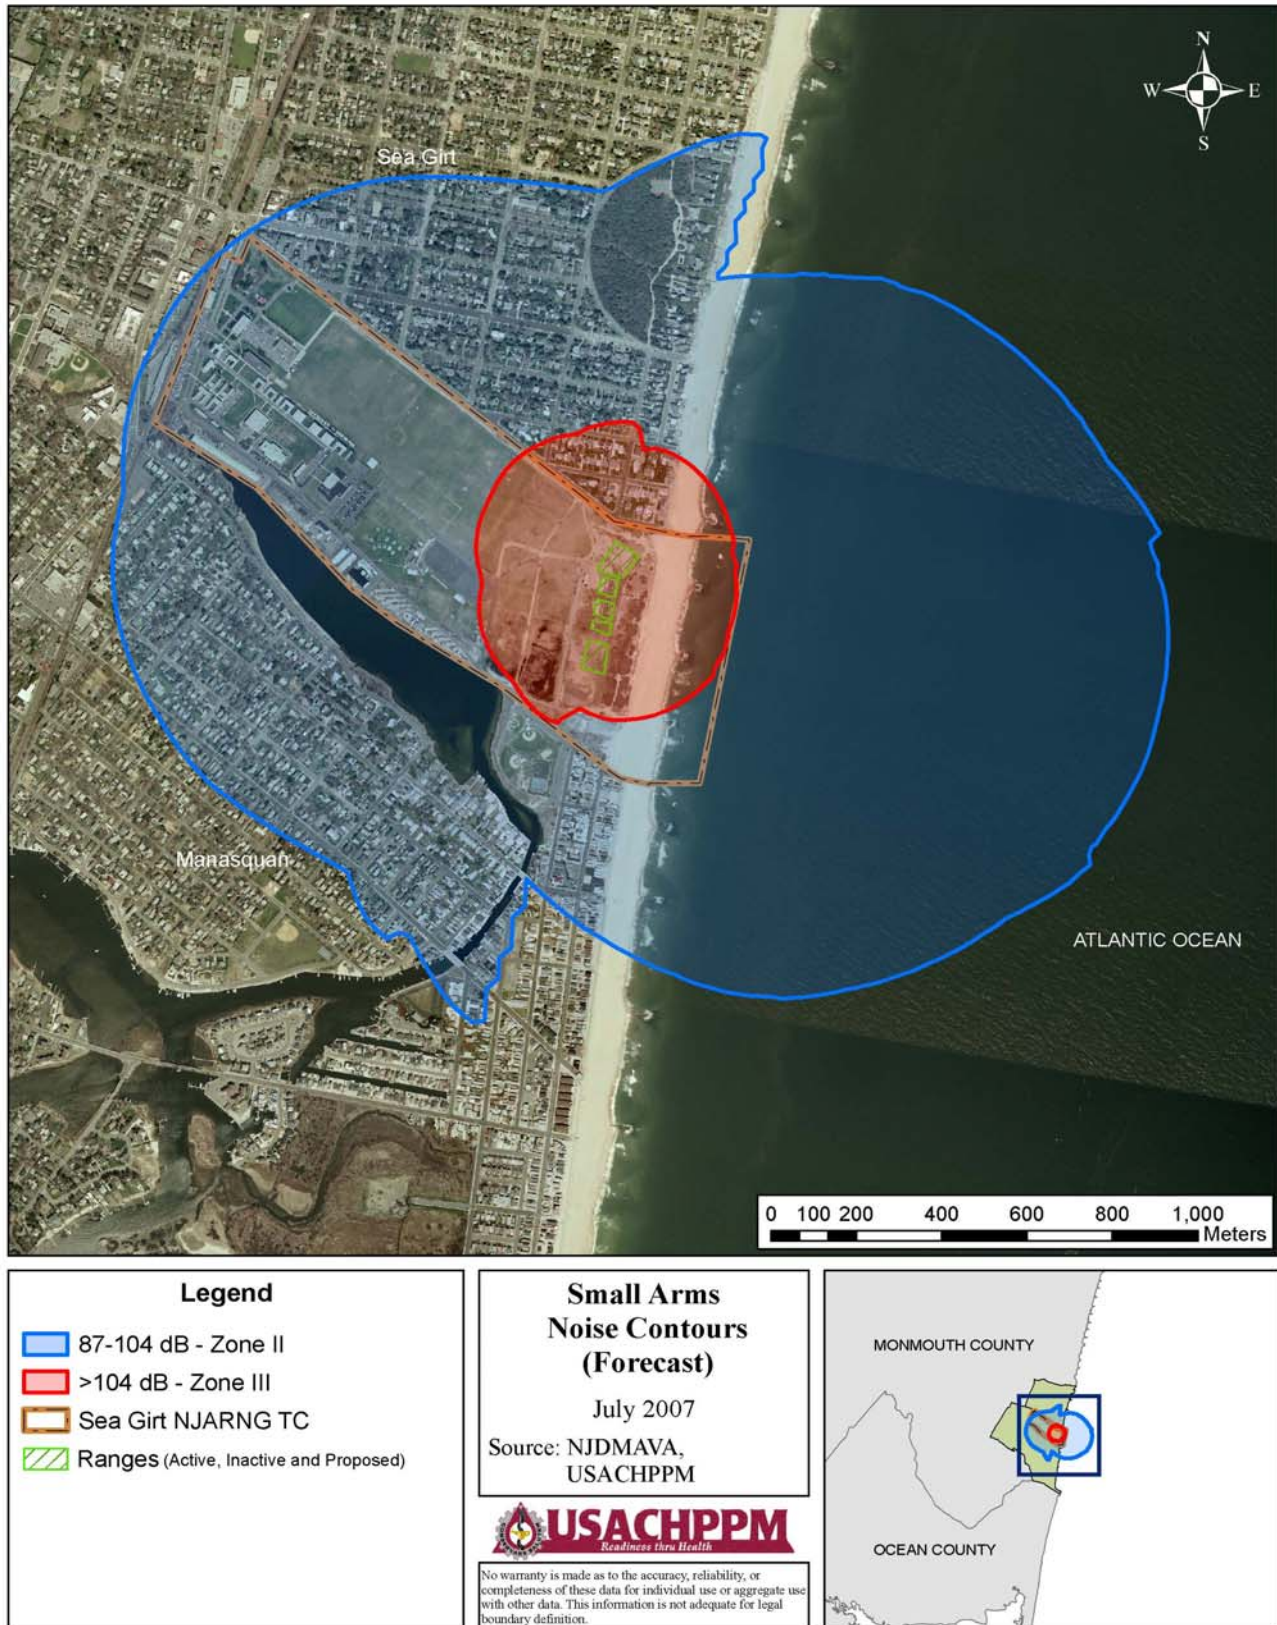 N
W E
S
Sea Girt
Manasquan
ATLANTIC OCEAN
0 100 200 400 600 800 1,000
Meters
Legend
87-104 dB - Zone II
>104 dB - Zone III
Sea Girt NJARNG TC
Ranges (Active, Inactive and Proposed)
Small Arms
Noise Contours
(Forecast)
July 2007
Source: NJDMAVA,
USACHPPM
USACHPPM
Readiness thru Health
No warranty is made as to the accuracy, reliability, or
completeness of these data for individual use or aggregate use
with other data. This information is not adequate for legal
boundary definition.
MONMOUTH COUNTY
OCEAN COUNTY